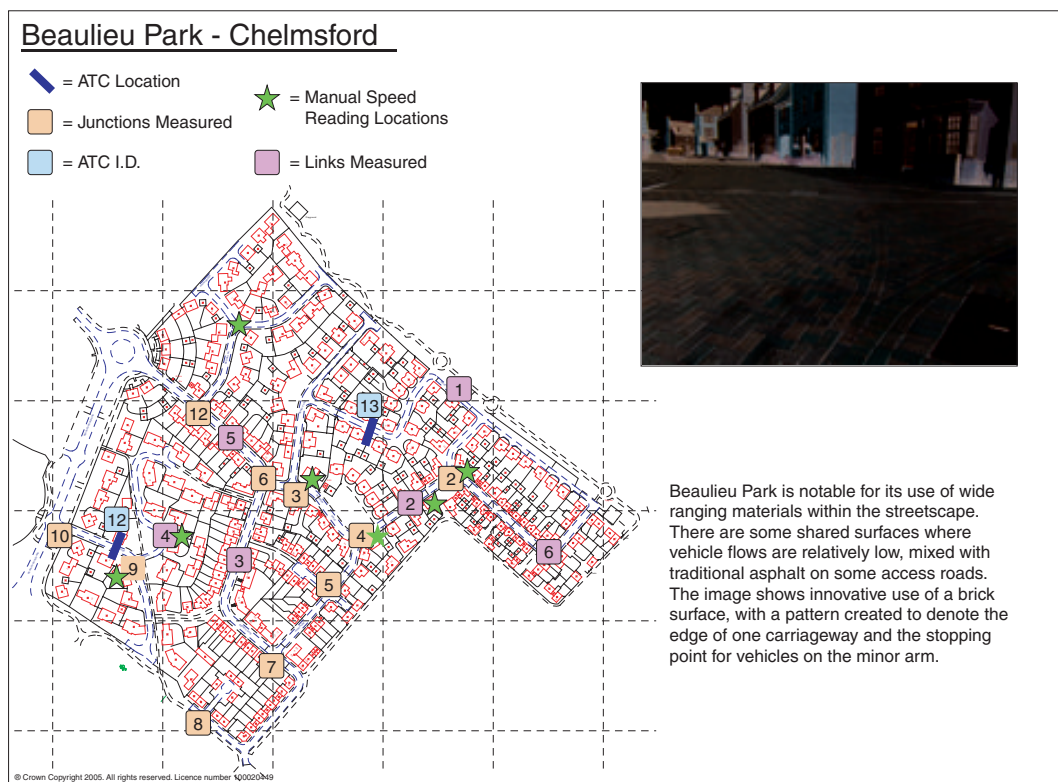 Beaulieu Park - Chelmsford
= ATC Location
= Junctions Measured
= ATC I.D.
= Manual Speed
Reading Locations
= Links Measured
1
13
12
5
6
2
3
2
12
10
4
4
9
3
6
5
7
8
Beaulieu Park is notable for its use of wide
ranging materials within the streetscape.
There are some shared surfaces where
vehicle flows are relatively low, mixed with
traditional asphalt on some access roads.
The image shows innovative use of a brick
surface, with a pattern created to denote the
edge of one carriageway and the stopping
point for vehicles on the minor arm.
© Crown Copyright 2005. All rights reserved. Licence number 100020449